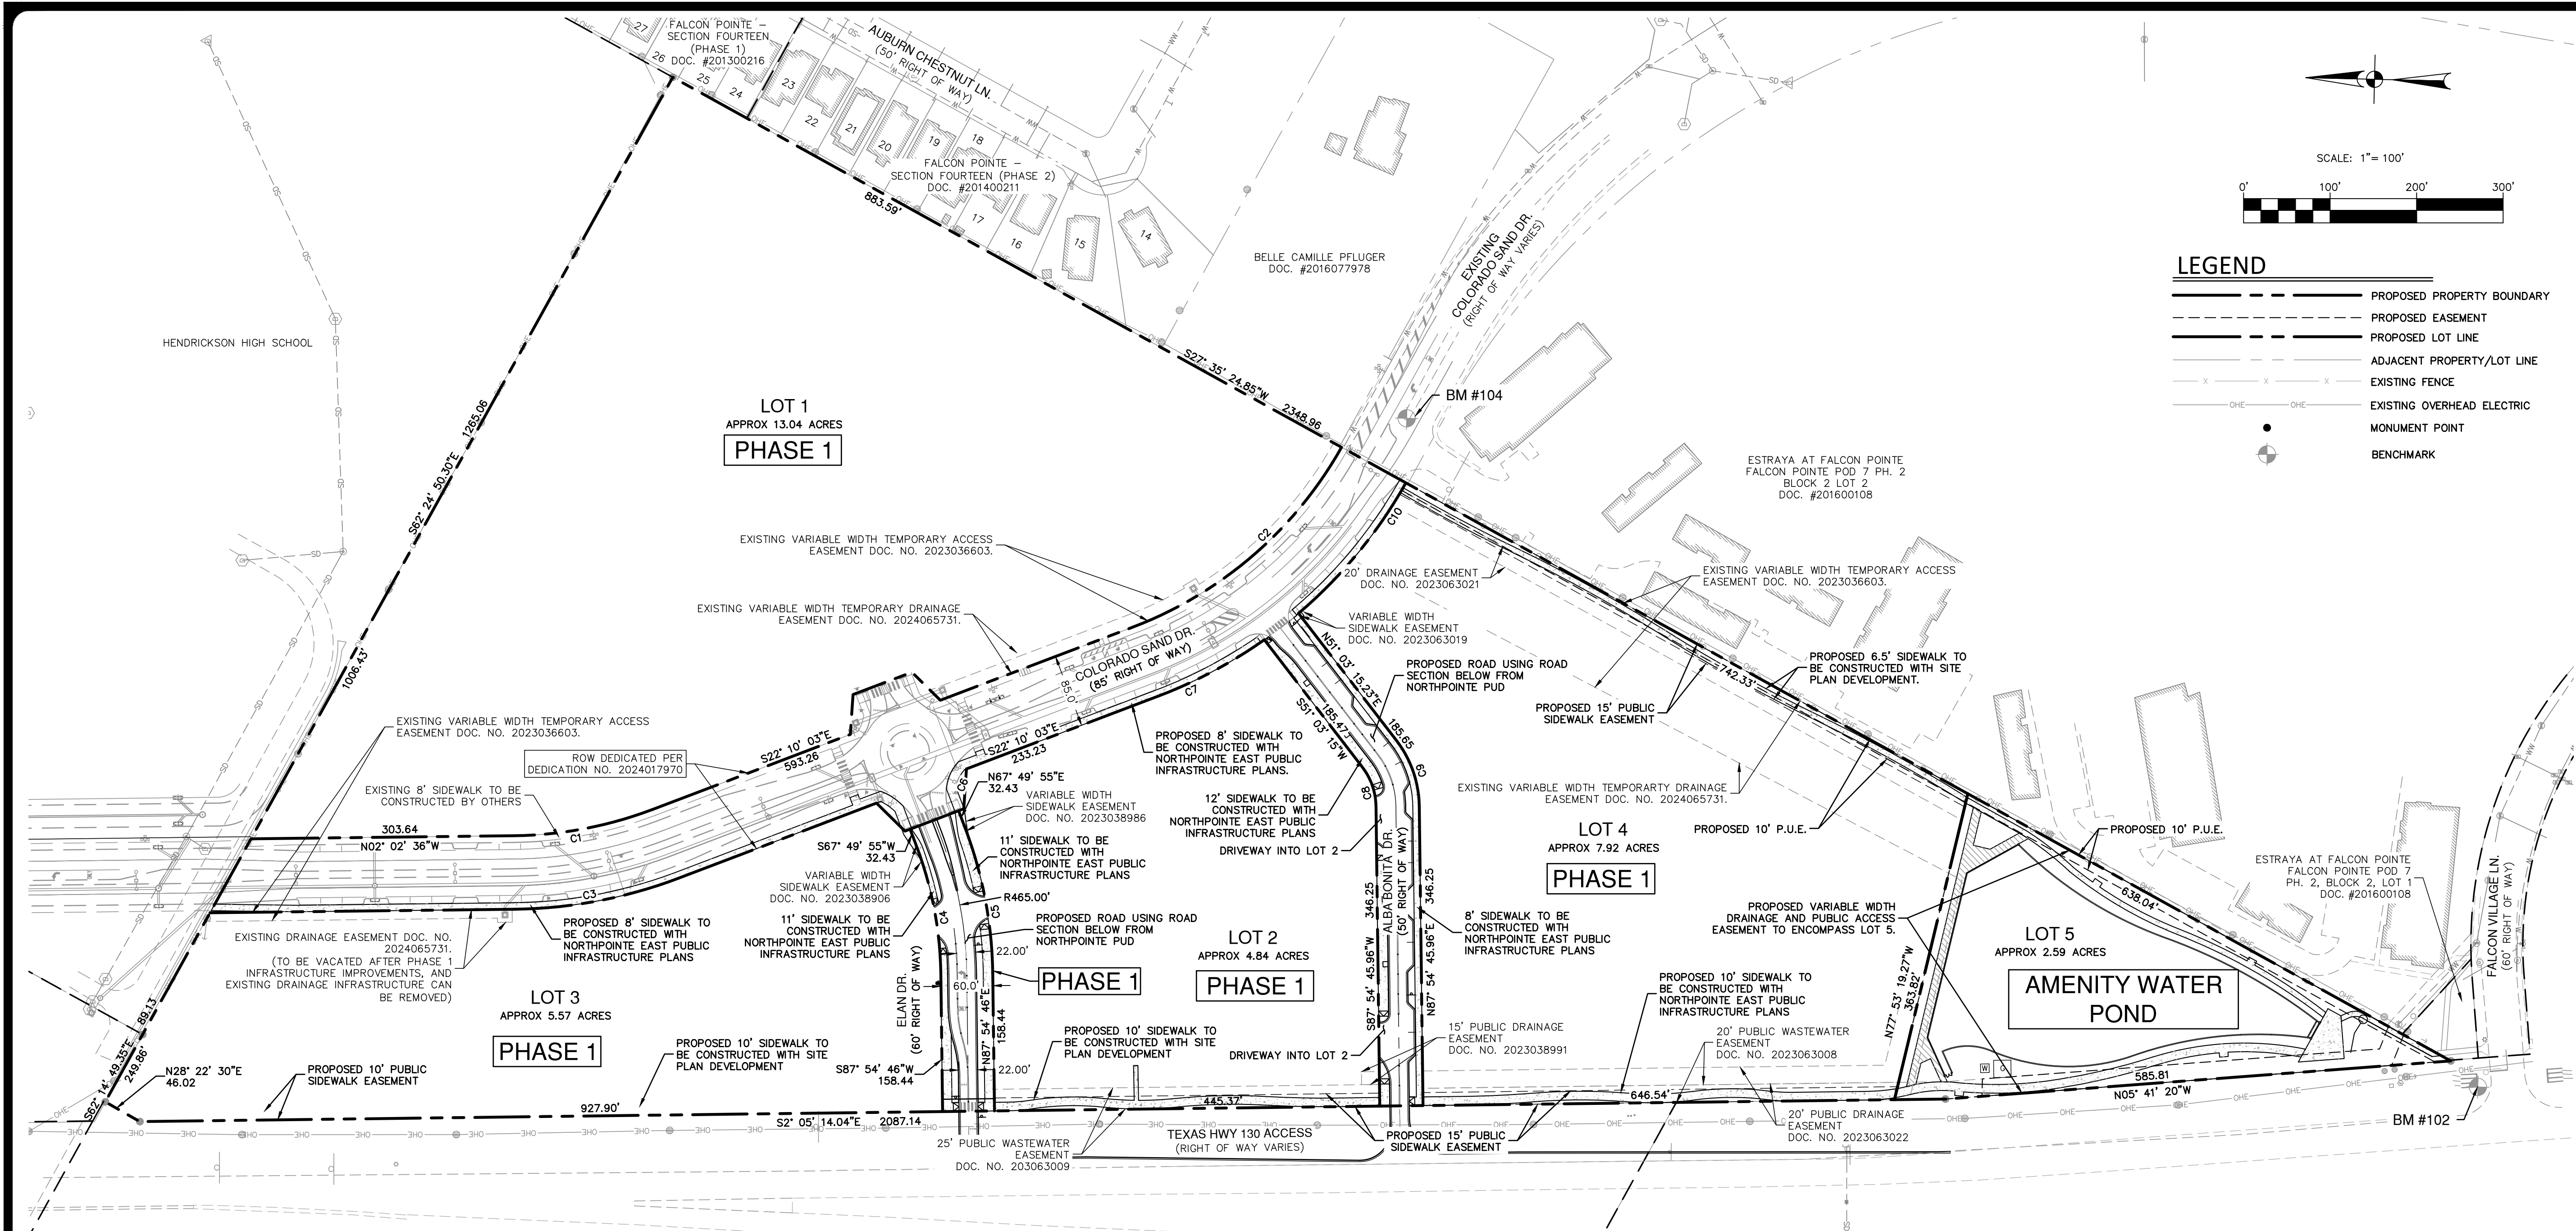 27
26
25
24
FALCON POINTE –
SECTION FOURTEEN
(PHASE 1)
DOC. #201300216
AUBURN CHESTNUT LN.
(50' RIGHT OF WAY)
23
22
21
20
19
18
17
16
15
14
FALCON POINTE –
SECTION FOURTEEN (PHASE 2)
DOC. #201400211
883.59'
BELLE CAMILLE PFLUGER
DOC. #2016077978
EXISTING
COLORADO SAND DR.
(RIGHT OF WAY VARIES)
SCALE: 1"= 100'
0'
100'
200'
300'
LEGEND
PROPOSED PROPERTY BOUNDARY
PROPOSED EASEMENT
PROPOSED LOT LINE
ADJACENT PROPERTY/LOT LINE
EXISTING FENCE
EXISTING OVERHEAD ELECTRIC
MONUMENT POINT
BENCHMARK
HENDRICKSON HIGH SCHOOL
S62° 24' 50.30"E
1265.06
1006.43'
LOT 1
APPROX 13.04 ACRES
PHASE 1
S27° 35' 24.85"W
2348.96
BM #104
ESTRAYA AT FALCON POINTE
FALCON POINTE POD 7 PH. 2
BLOCK 2 LOT 2
DOC. #201600108
EXISTING VARIABLE WIDTH TEMPORARY ACCESS
EASEMENT DOC. NO. 2023036603.
C2
C10
20' DRAINAGE EASEMENT
DOC. NO. 2023063021
EXISTING VARIABLE WIDTH TEMPORARY ACCESS
EASEMENT DOC. NO. 2023036603.
EXISTING VARIABLE WIDTH TEMPORARY DRAINAGE
EASEMENT DOC. NO. 2024065731.
VARIABLE WIDTH
SIDEWALK EASEMENT
DOC. NO. 2023063019
COLORADO SAND DR.
(85' RIGHT OF WAY)
85.0'
C7
N51° 03' 15.23"E
185.65
S51° 03' 15"W
185.47
PROPOSED ROAD USING ROAD
SECTION BELOW FROM
NORTHPOINTE PUD
PROPOSED 6.5' SIDEWALK TO
BE CONSTRUCTED WITH SITE
PLAN DEVELOPMENT.
742.33'
PROPOSED 15' PUBLIC
SIDEWALK EASEMENT
EXISTING VARIABLE WIDTH TEMPORARY ACCESS
EASEMENT DOC. NO. 2023036603.
ROW DEDICATED PER
DEDICATION NO. 2024017970
S22° 10' 03"E
593.26
S22° 10' 03"E
233.23
PROPOSED 8' SIDEWALK TO
BE CONSTRUCTED WITH
NORTHPOINTE EAST PUBLIC
INFRASTRUCTURE PLANS.
C6
N67° 49' 55"E
32.43
VARIABLE WIDTH
SIDEWALK EASEMENT
DOC. NO. 2023038986
EXISTING 8' SIDEWALK TO BE
CONSTRUCTED BY OTHERS
12' SIDEWALK TO BE
CONSTRUCTED WITH
NORTHPOINTE EAST PUBLIC
INFRASTRUCTURE PLANS
C8
C9
EXISTING VARIABLE WIDTH TEMPORARTY DRAINAGE
EASEMENT DOC. NO. 2024065731.
303.64
N02° 02' 36"W
C1
C3
S67° 49' 55"W
32.43
11' SIDEWALK TO BE
CONSTRUCTED WITH
NORTHPOINTE EAST PUBLIC
INFRASTRUCTURE PLANS
DRIVEWAY INTO LOT 2
LOT 4
APPROX 7.92 ACRES
PHASE 1
PROPOSED 10' P.U.E.
PROPOSED 10' P.U.E.
VARIABLE WIDTH
SIDEWALK EASEMENT
DOC. NO. 2023038906
R465.00'
C4
C5
ALBA BONITA DR.
(50' RIGHT OF WAY)
346.25
S87° 54' 45.96"W
346.25
N87° 54' 45.96"E
638.04'
ESTRAYA AT FALCON POINTE
FALCON POINTE POD 7
PH. 2, BLOCK 2, LOT 1
DOC. #201600108
FALCON VILLAGE LN.
(60' RIGHT OF WAY)
EXISTING DRAINAGE EASEMENT DOC. NO.
2024065731.
(TO BE VACATED AFTER PHASE 1
INFRASTRUCTURE IMPROVEMENTS, AND
EXISTING DRAINAGE INFRASTRUCTURE CAN
BE REMOVED)
PROPOSED 8' SIDEWALK TO
BE CONSTRUCTED WITH
NORTHPOINTE EAST PUBLIC
INFRASTRUCTURE PLANS
11' SIDEWALK TO BE
CONSTRUCTED WITH
NORTHPOINTE EAST PUBLIC
INFRASTRUCTURE PLANS
PROPOSED ROAD USING ROAD
SECTION BELOW FROM
NORTHPOINTE PUD
8' SIDEWALK TO BE
CONSTRUCTED WITH
NORTHPOINTE EAST PUBLIC
INFRASTRUCTURE PLANS
PROPOSED VARIABLE WIDTH
DRAINAGE AND PUBLIC ACCESS
EASEMENT TO ENCOMPASS LOT 5.
LOT 5
APPROX 2.59 ACRES
AMENITY WATER
POND
N77° 53' 19.27"W
363.82'
LOT 2
APPROX 4.84 ACRES
PHASE 1
22.00'
PHASE 1
60.0'
ELAN DR.
(60' RIGHT OF WAY)
N87° 54' 46"E
158.44
LOT 3
APPROX 5.57 ACRES
PHASE 1
89.13
S62° 14' 49.35"E
249.86'
N28° 22' 30"E
46.02
PROPOSED 10' PUBLIC
SIDEWALK EASEMENT
PROPOSED 10' SIDEWALK TO
BE CONSTRUCTED WITH SITE
PLAN DEVELOPMENT
S87° 54' 46"W
158.44
22.00'
PROPOSED 10' SIDEWALK TO
BE CONSTRUCTED WITH SITE
PLAN DEVELOPMENT
DRIVEWAY INTO LOT 2
15' PUBLIC DRAINAGE
EASEMENT
DOC. NO. 2023038991
PROPOSED 10' SIDEWALK TO
BE CONSTRUCTED WITH
NORTHPOINTE EAST PUBLIC
INFRASTRUCTURE PLANS
20' PUBLIC WASTEWATER
EASEMENT
DOC. NO. 2023063008
W
G
585.81
N05° 41' 20"W
BM #102
927.90'
S2° 05' 14.04"E 2087.14
445.37'
646.54'
25' PUBLIC WASTEWATER
EASEMENT
DOC. NO. 203063009
TEXAS HWY 130 ACCESS
(RIGHT OF WAY VARIES)
PROPOSED 15' PUBLIC
SIDEWALK EASEMENT
20' PUBLIC DRAINAGE
EASEMENT
DOC. NO. 2023063022